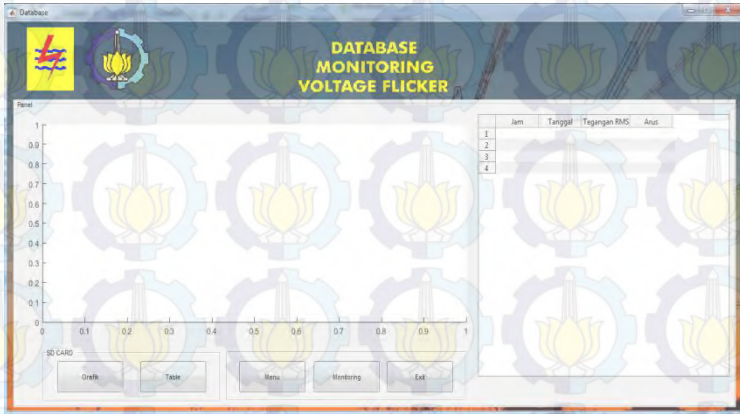 Database
DATABASE
MONITORING
VOLTAGE FLICKER
Panel
Jam Tanggal Tegangan RMS Arus
1
2
3
4
1
0.9
0.8
0.7
0.6
0.5
0.4
0.3
0.2
0.1
0
0 0.1 0.2 0.3 0.4 0.5 0.6 0.7 0.8 0.9 1
SD CARD
Grafik Table Menu Monitoring Exit